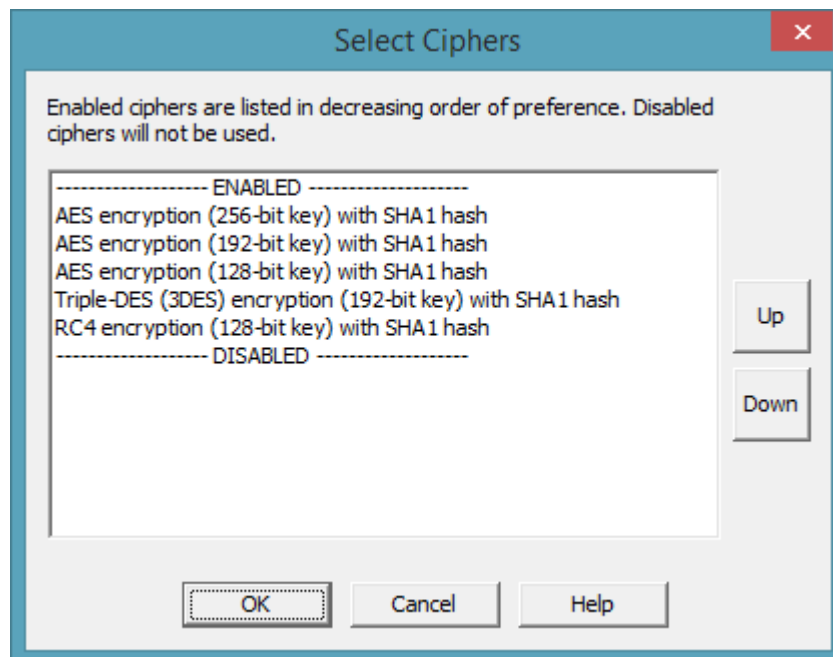 Select Ciphers
Enabled ciphers are listed in decreasing order of preference. Disabled
ciphers will not be used.
------------------- ENABLED --------------------
AES encryption (256-bit key) with SHA1 hash
AES encryption (192-bit key) with SHA1 hash
AES encryption (128-bit key) with SHA1 hash
Triple-DES (3DES) encryption (192-bit key) with SHA1 hash
RC4 encryption (128-bit key) with SHA1 hash
------------------- DISABLED -------------------
Up
Down
OK
Cancel
Help